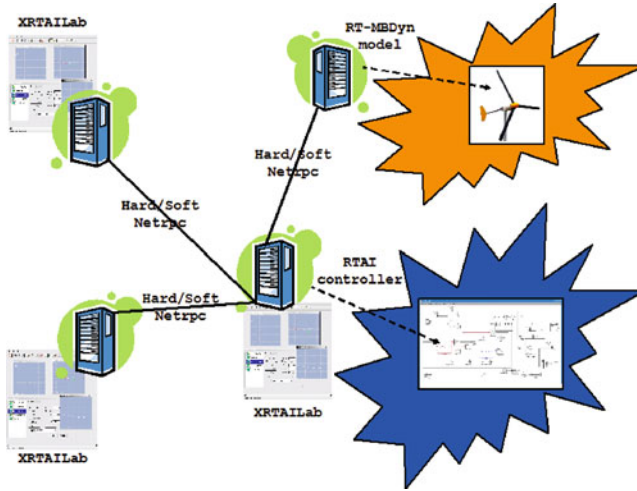 XRTAILab
RT-MBDyn
model
Hard/Soft
Netrpc
Hard/Soft
Netrpc
RTAI
controller
Hard/Soft
Netrpc
XRTAILab
XRTAILab